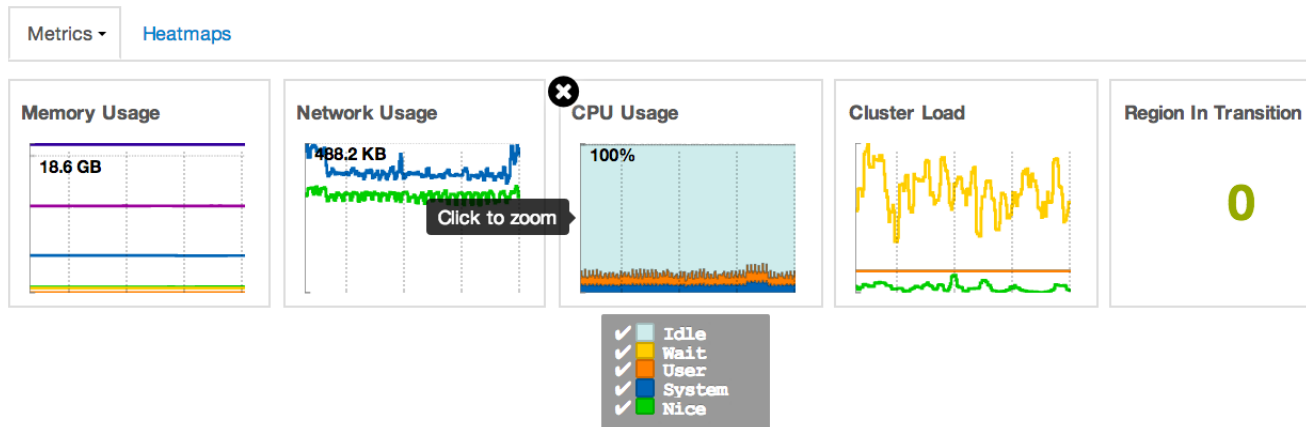 Metrics
Heatmaps
Memory Usage
18.6 GB
Network Usage
488.2 KB
CPU Usage
100%
Cluster Load
Region In Transition
0
Click to zoom
✔ Idle
✔ Wait
✔ User
✔ System
✔ Nice